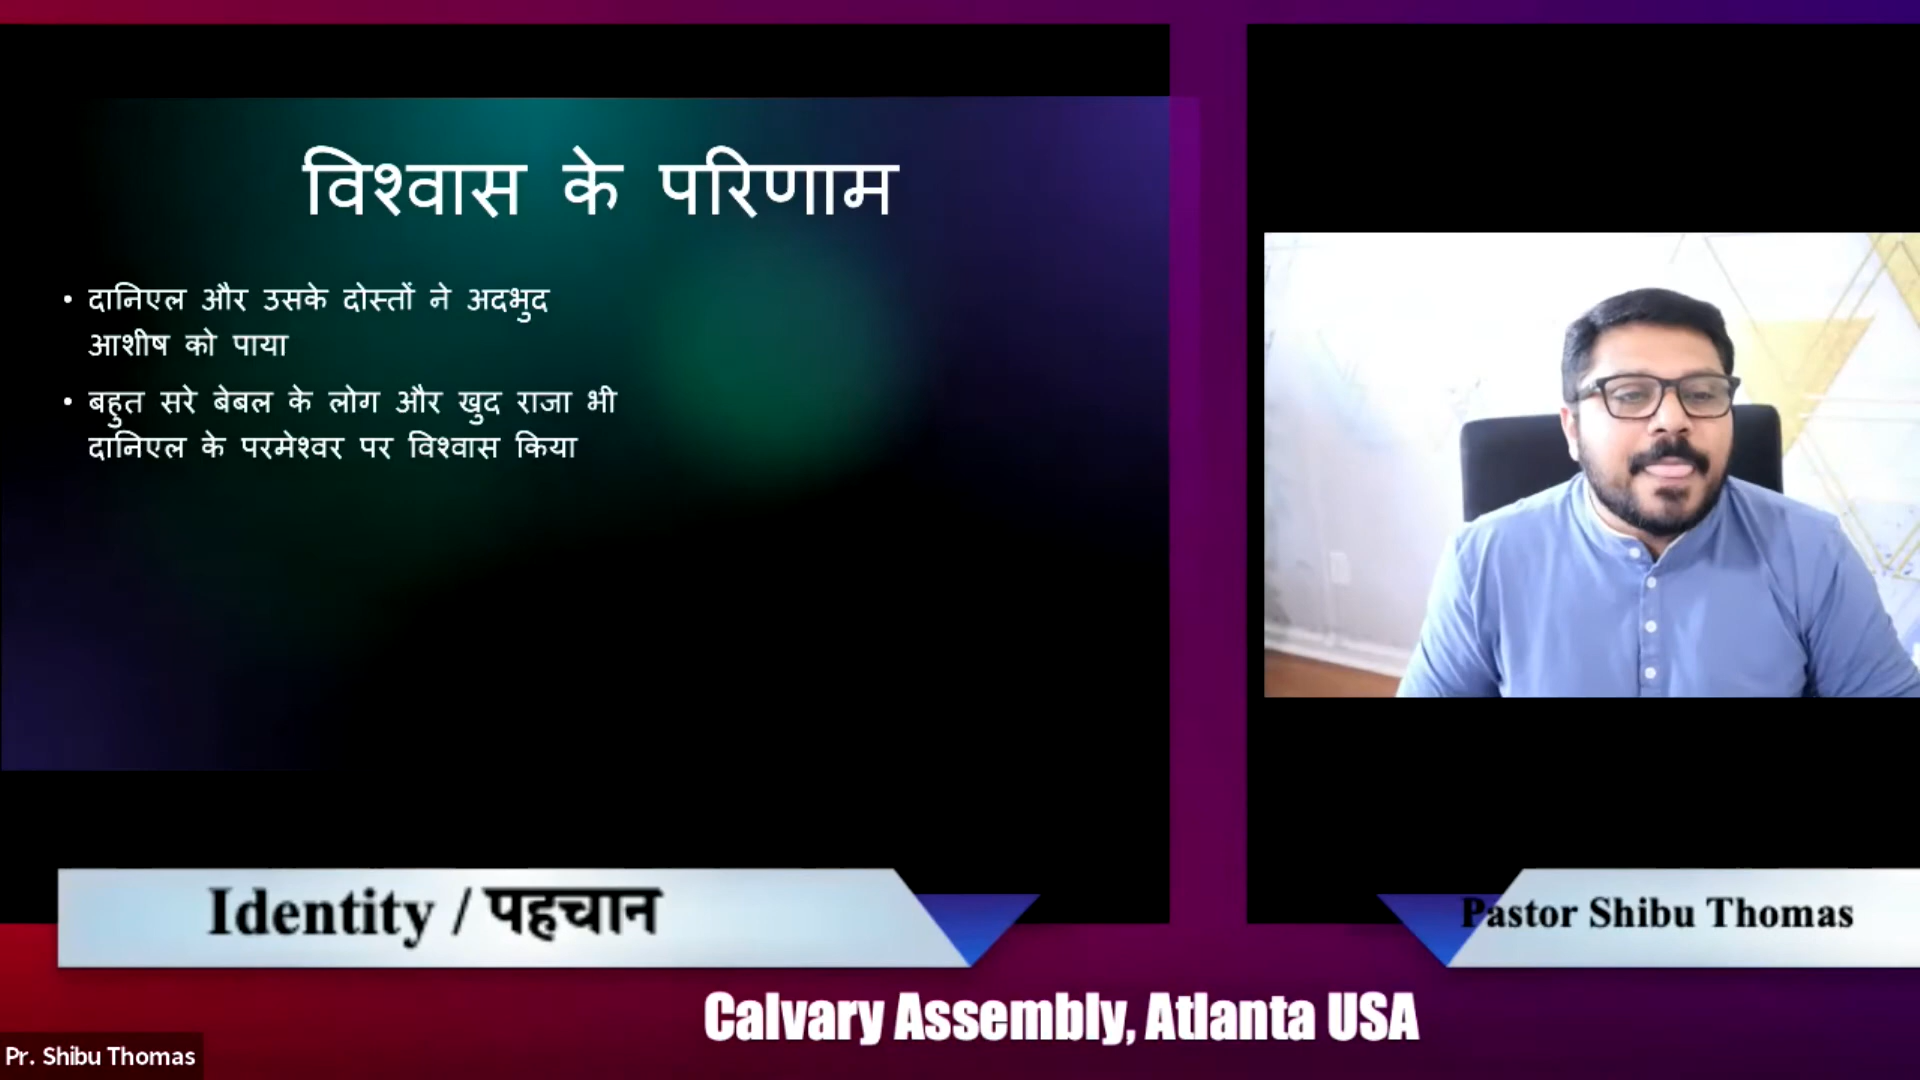 विश्वास के परिणाम
• दानिएल और उसके दोस्तों ने अदभुद
आशीष को पाया
• बहुत सरे बेबल के लोग और खुद राजा भी
दानिएल के परमेश्वर पर विश्वास किया
Identity / पहचान
Pastor Shibu Thomas
Calvary Assembly, Atlanta USA
Pr. Shibu Thomas